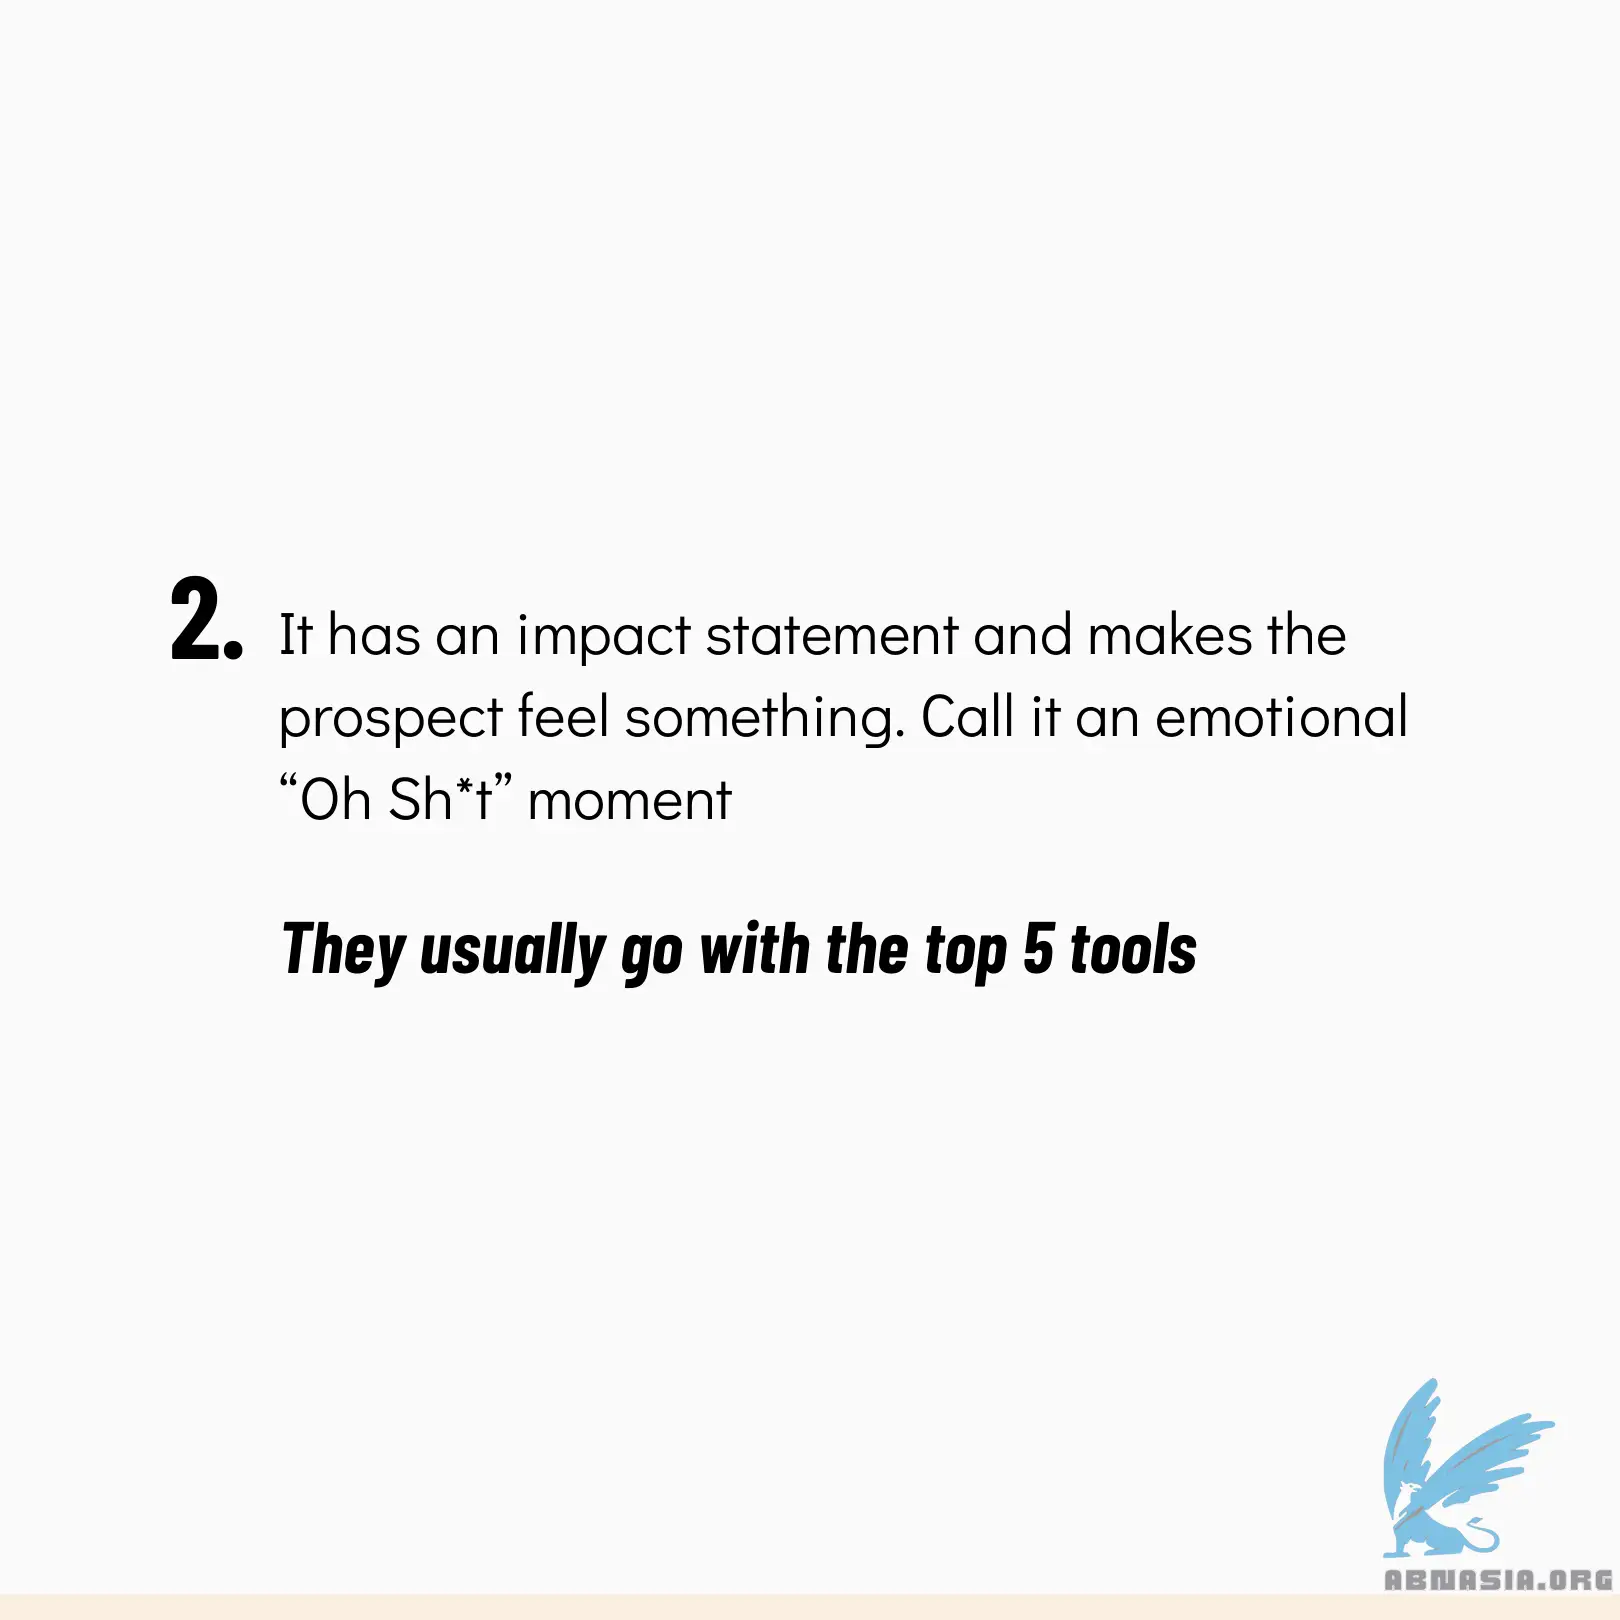 2. It has an impact statement and makes the
prospect feel something. Call it an emotional
“Oh Sh*t” moment
They usually go with the top 5 tools
ABNASIA.ORG